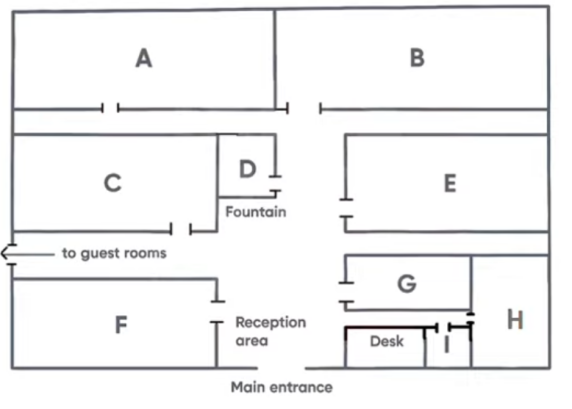 A
B
C
D
E
Fountain
to guest rooms
G
F
Reception
area
H
Desk
I
Main entrance